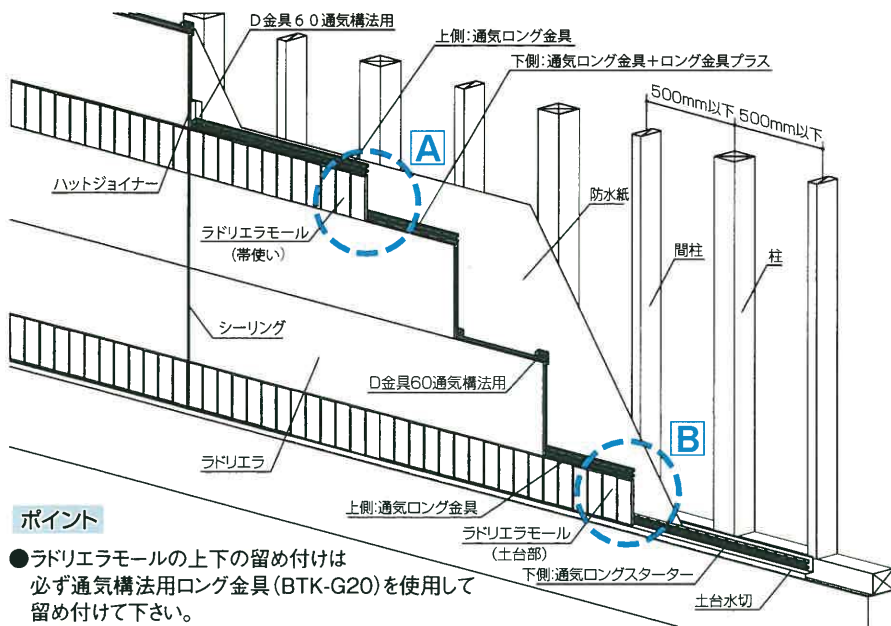 D金具60通気構法用
上側:通気ロング金具
下側:通気ロング金具+ロング金具プラス
500mm以下
500mm以下
A
ハットジョイナー
ラドリエラモール
(帯使い)
防水紙
間柱
柱
シーリング
D金具60通気構法用
B
ラドリエラ
上側:通気ロング金具
ラドリエラモール
(土台部)
下側:通気ロングスターター
土台水切
ポイント
●ラドリエラモールの上下の留め付けは
必ず通気構法用ロング金具(BTK-G20)を使用して
留め付けて下さい。